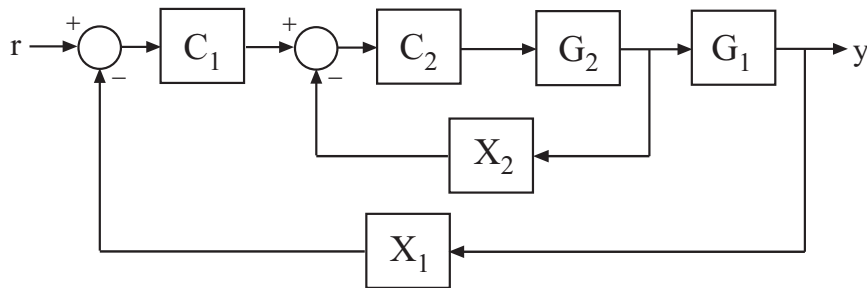 r + − C₁ + − C₂ G₂ G₁ y
X₂
X₁